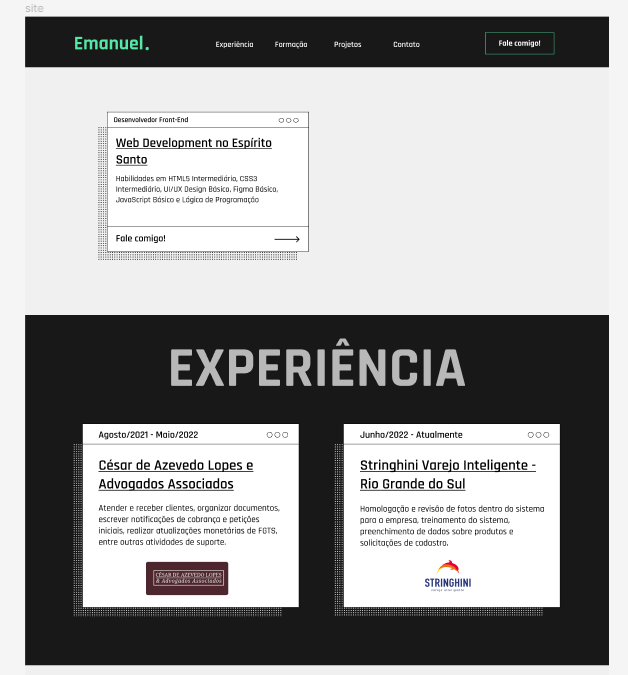 site
Emanuel.
Experiência Formação Projetos Contato
Fale comigo!
Desenvolvedor Front-End
Web Development no Espírito
Santo
Habilidades em HTML5 Intermediário, CSS3
Intermediário, UI/UX Design Básico, Figma Básico,
JavaScript Básico e Lógica de Programação
Fale comigo!
EXPERIÊNCIA
Agosto/2021 - Maio/2022
César de Azevedo Lopes e
Advogados Associados
Atender e receber clientes, organizar documentos,
escrever notificações de cobrança e petições
iniciais, realizar atualizações monetárias de FGTS,
entre outras atividades de suporte.
CÉSAR DE AZEVEDO LOPES
& Advogados Associados
Junho/2022 - Atualmente
Stringhini Varejo Inteligente -
Rio Grande do Sul
Homologação e revisão de fotos dentro do sistema
para a empresa, treinamento do sistema,
preenchimento de dados sobre produtos e
solicitações de cadastro.
STRINGHINI
varejo inteligente